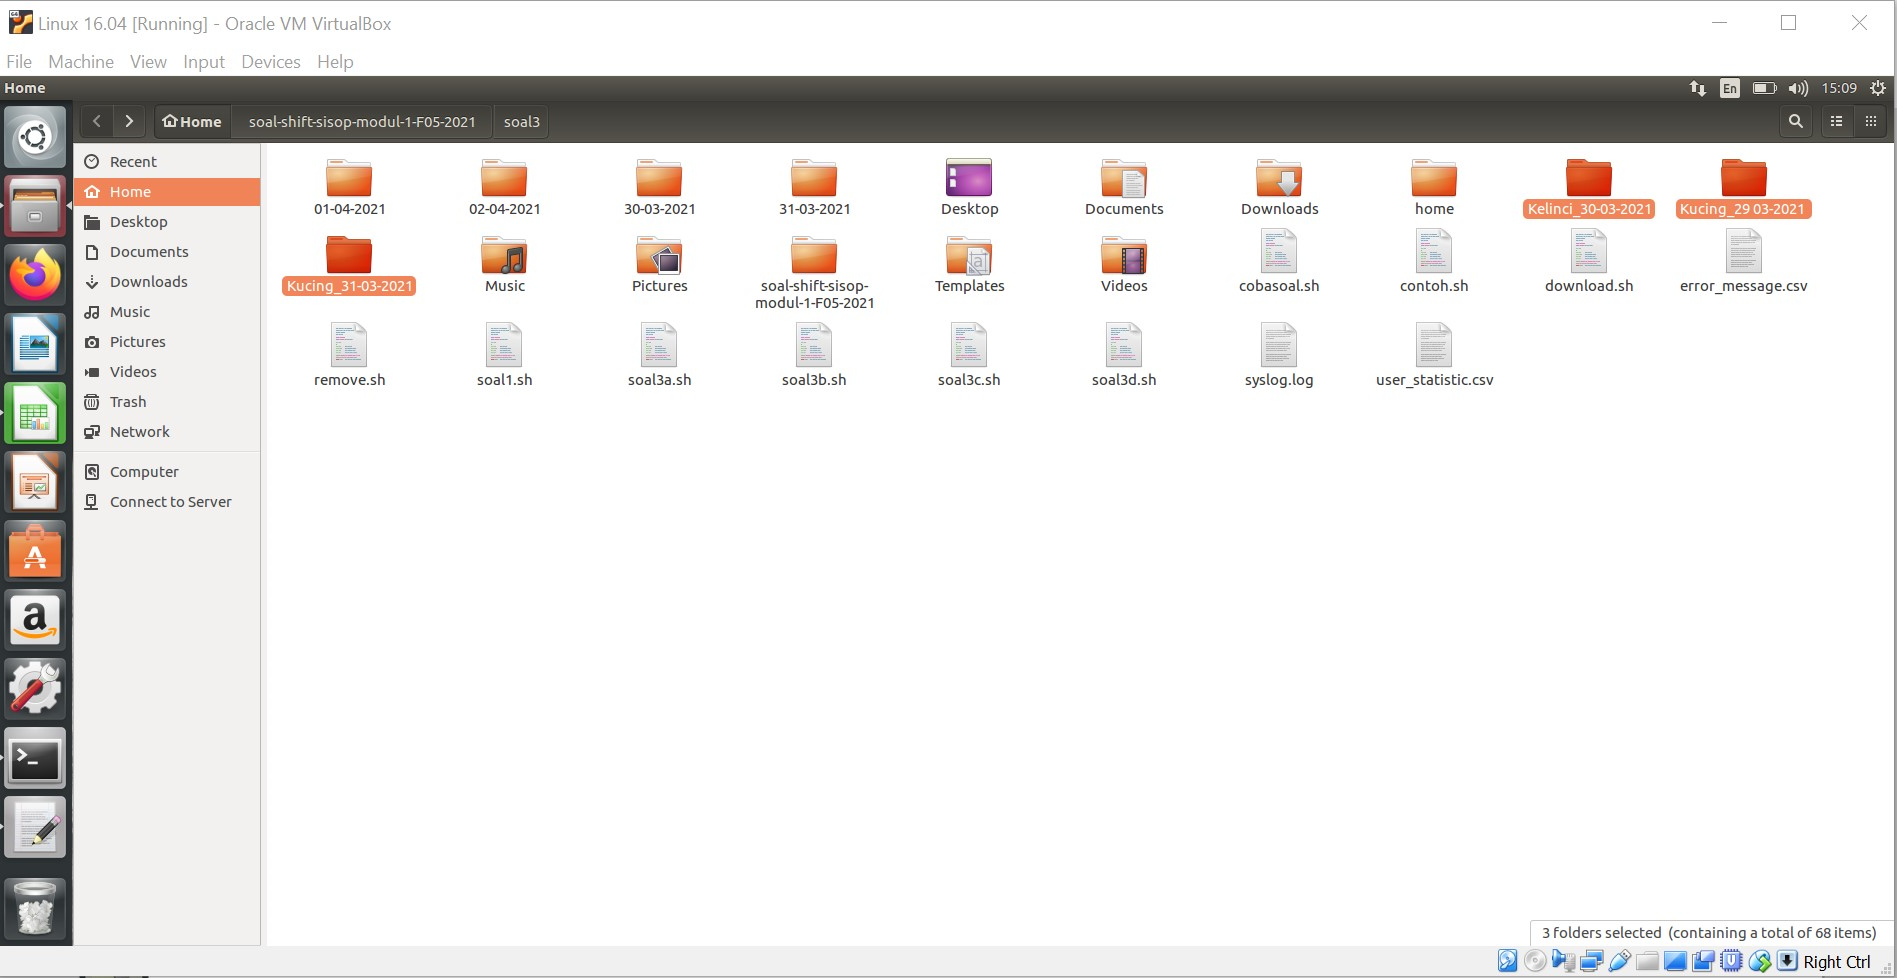 Linux 16.04 [Running] - Oracle VM VirtualBox
File Machine View Input Devices Help
Home En 15:09
Home soal-shift-sisop-modul-1-F05-2021 soal3
Recent
Home
Desktop
Documents
Downloads
Music
Pictures
Videos
Trash
Network
Computer
Connect to Server
01-04-2021 02-04-2021 30-03-2021 31-03-2021 Desktop Documents Downloads home Kelinci_30-03-2021 Kucing_29 03-2021
Kucing_31-03-2021 Music Pictures soal-shift-sisop- Templates Videos cobasoal.sh contoh.sh download.sh error_message.csv
modul-1-F05-2021
remove.sh soal1.sh soal3a.sh soal3b.sh soal3c.sh soal3d.sh syslog.log user_statistic.csv
3 folders selected (containing a total of 68 items)
Right Ctrl